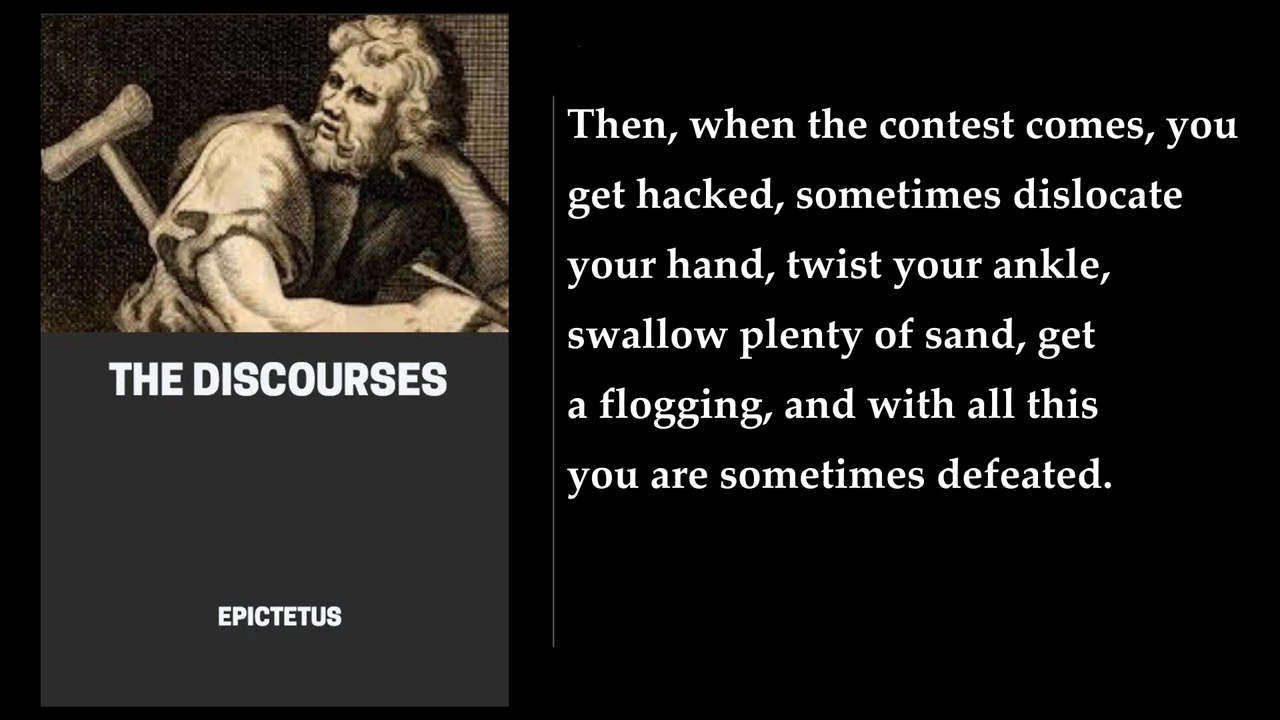 THE DISCOURSES
EPICTETUS
Then, when the contest comes, you
get hacked, sometimes dislocate
your hand, twist your ankle,
swallow plenty of sand, get
a flogging, and with all this
you are sometimes defeated.